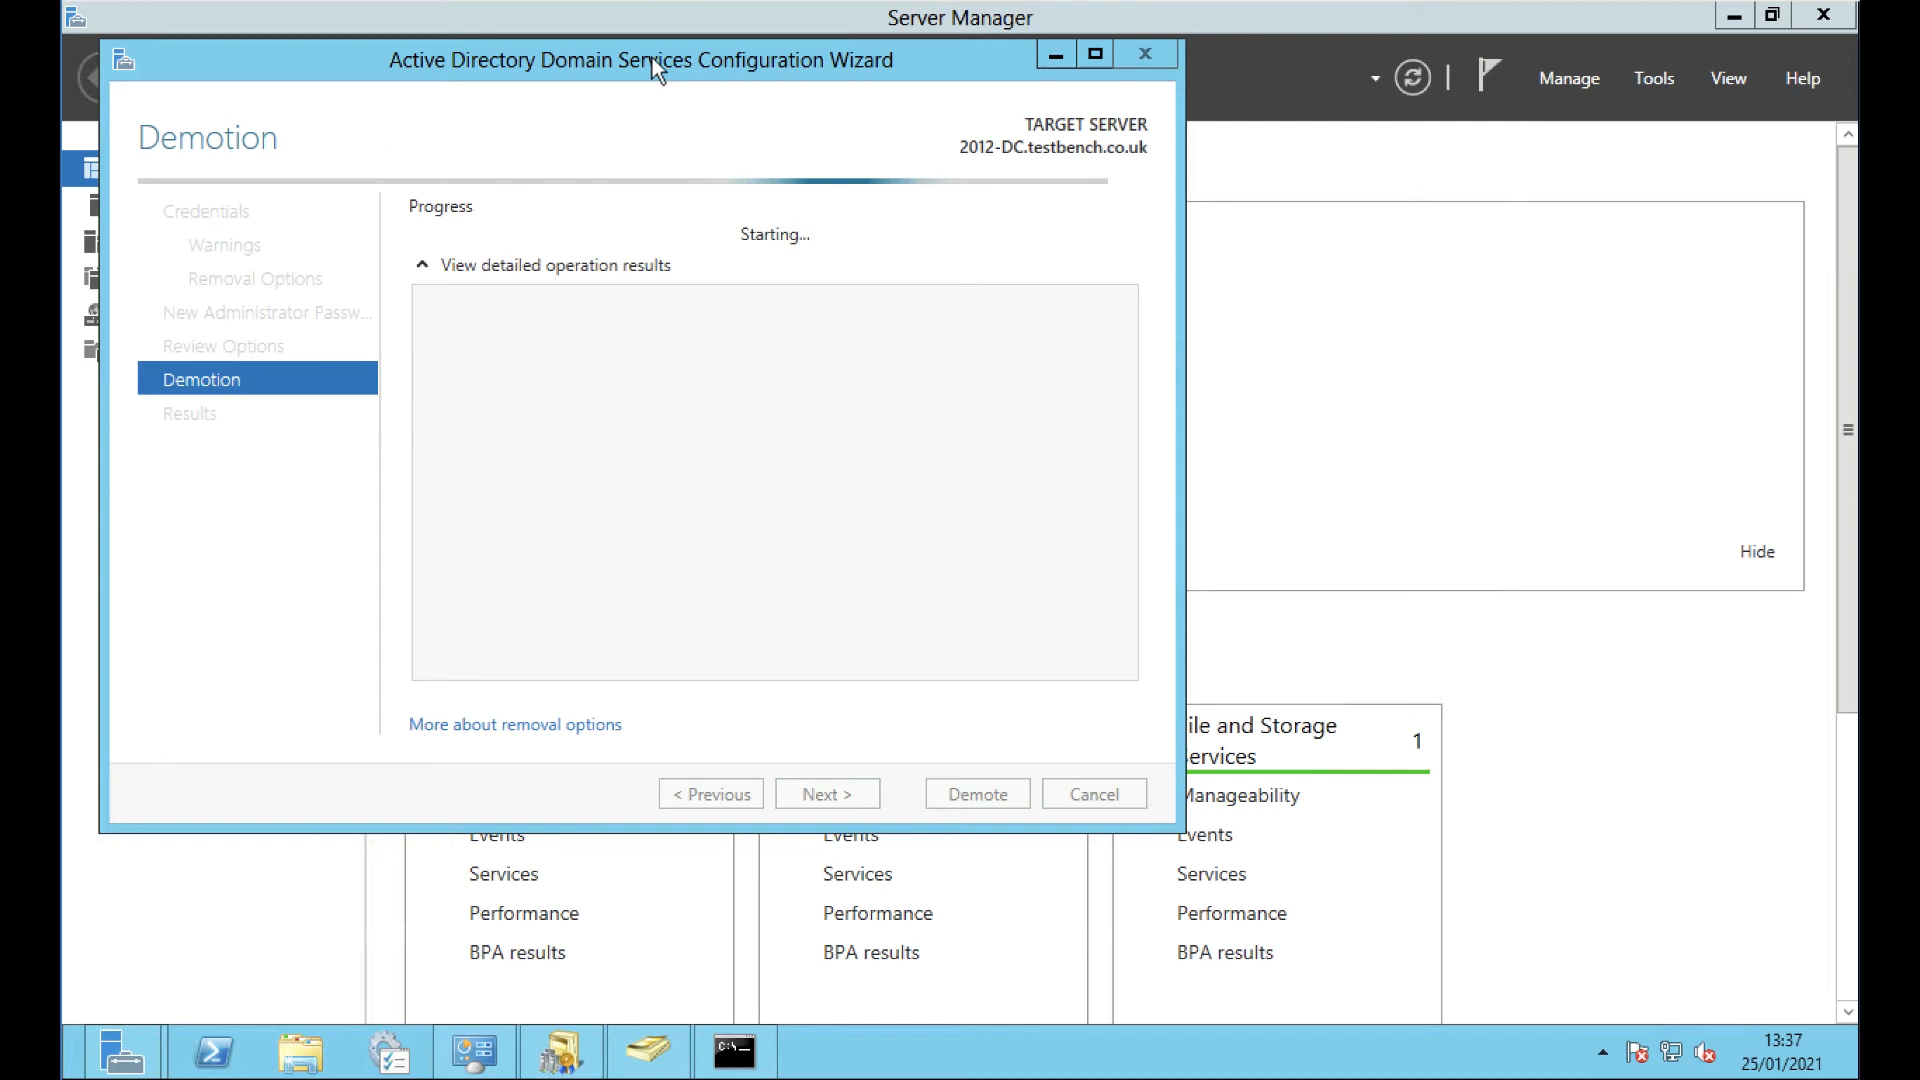 Server Manager
Active Directory Domain Services Configuration Wizard
Manage
Tools
View
Help
Demotion
TARGET SERVER
2012-DC.testbench.co.uk
Credentials
Warnings
Removal Options
New Administrator Passw...
Review Options
Demotion
Results
Progress
Starting...
View detailed operation results
Hide
More about removal options
< Previous
Next >
Demote
Cancel
ile and Storage
ervices
1
Manageability
Events
Services
Performance
BPA results
Events
Services
Performance
BPA results
Events
Services
Performance
BPA results
C:\
13:37
25/01/2021